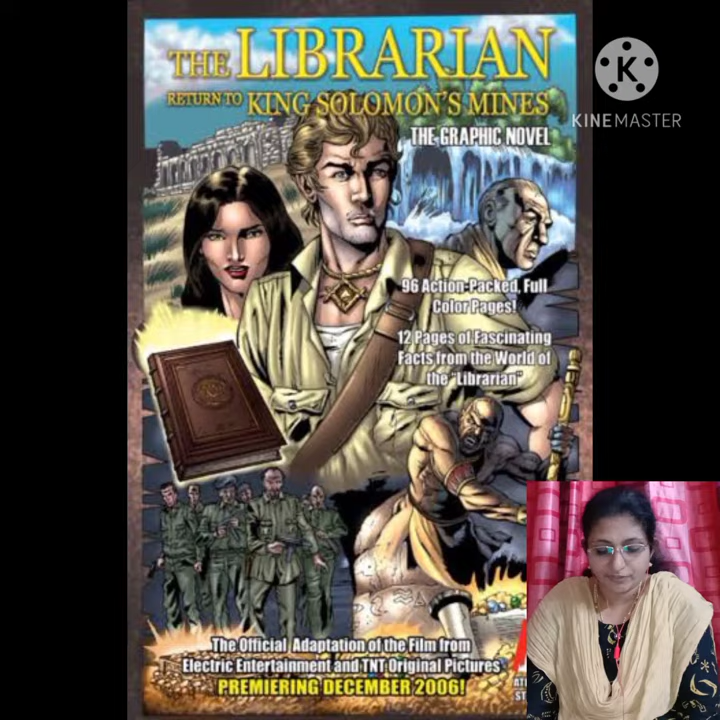 THE LIBRARIAN
RETURN TO KING SOLOMON'S MINES
THE GRAPHIC NOVEL
K
KINEMASTER
96 Action-Packed, Full
Color Pages!
12 Pages of Fascinating
Facts from the World of
the "Librarian"
The Official Adaptation of the Film from
Electric Entertainment and TNT Original Pictures
PREMIERING DECEMBER 2006!